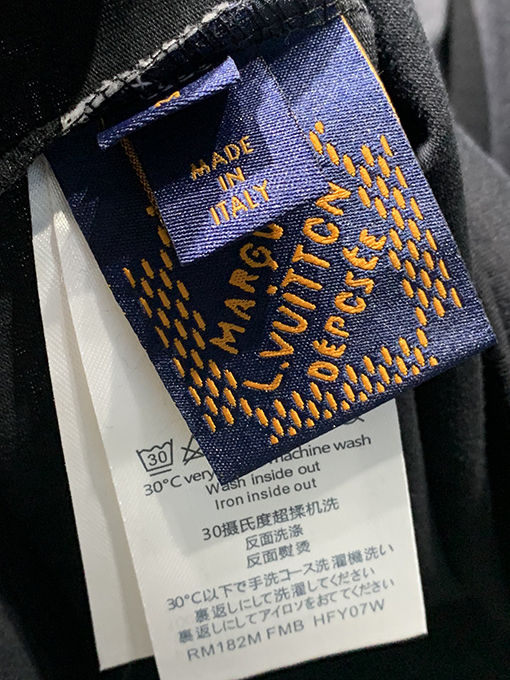 MADE
IN
ITALY
L.VUITTON
DEPCSÉE
30
30°C very machine wash
Wash inside out
Iron inside out
30摄氏度超揉机洗
反面洗涤
反面熨烫
30℃以下で手洗コース洗濯機洗い
裏返しにして洗濯してください
裏返しにしてアイロンをおててください
RM182M FMB HFY07W